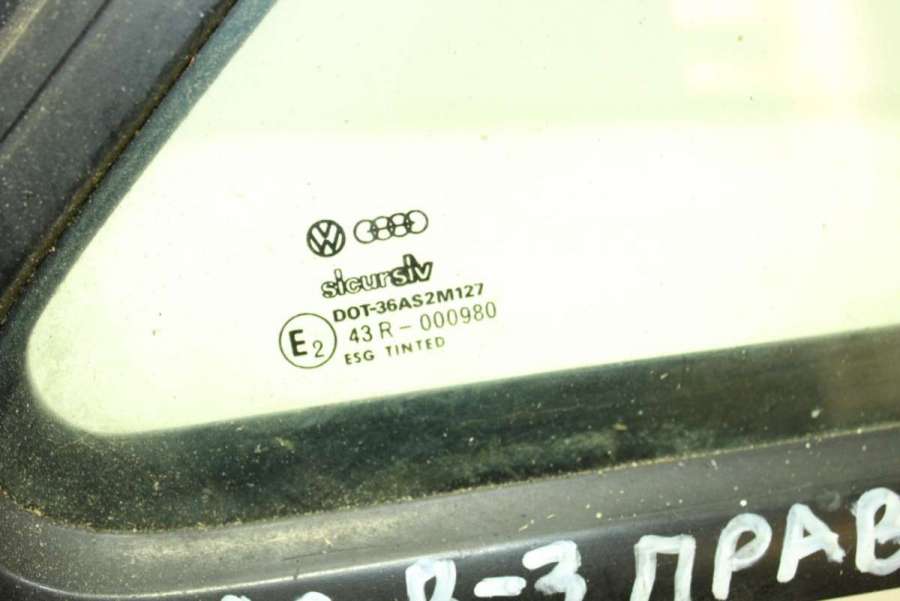 sicursiv
DOT-36AS2M127
E2 43 R – 000980
ESG TINTED
В-3 ПРАВ